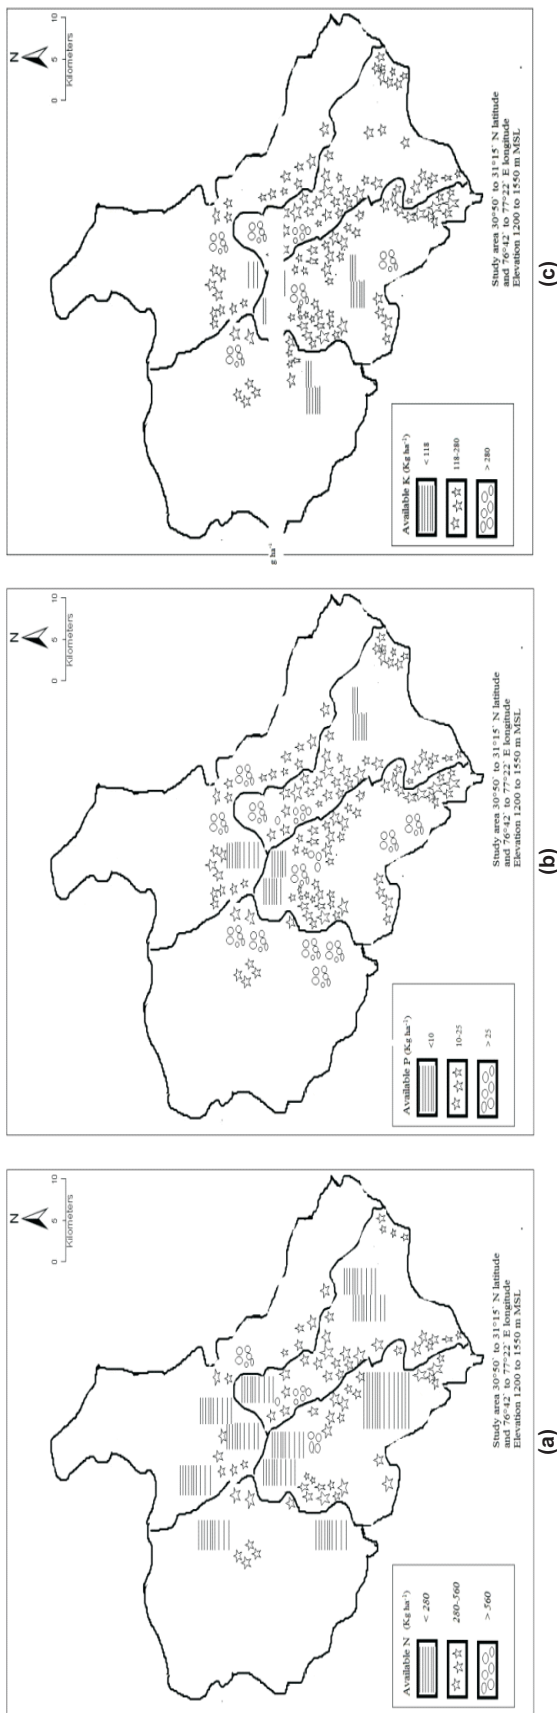 N
0 5 10
Kilometers
Available N (Kg ha⁻¹)
< 280
280-560
> 560
Study area 30°50` to 31°15` N latitude
and 76°42` to 77°22` E longitude
Elevation 1200 to 1550 m MSL
(a)
N
0 5 10
Kilometers
Available P (Kg ha⁻¹)
<10
10-25
> 25
Study area 30°50` to 31°15` N latitude
and 76°42` to 77°22` E longitude
Elevation 1200 to 1550 m MSL
(b)
N
0 5 10
Kilometers
g ha⁻¹
Available K (Kg ha⁻¹)
< 118
118-280
> 280
Study area 30°50` to 31°15` N latitude
and 76°42` to 77°22` E longitude
Elevation 1200 to 1550 m MSL
(c)